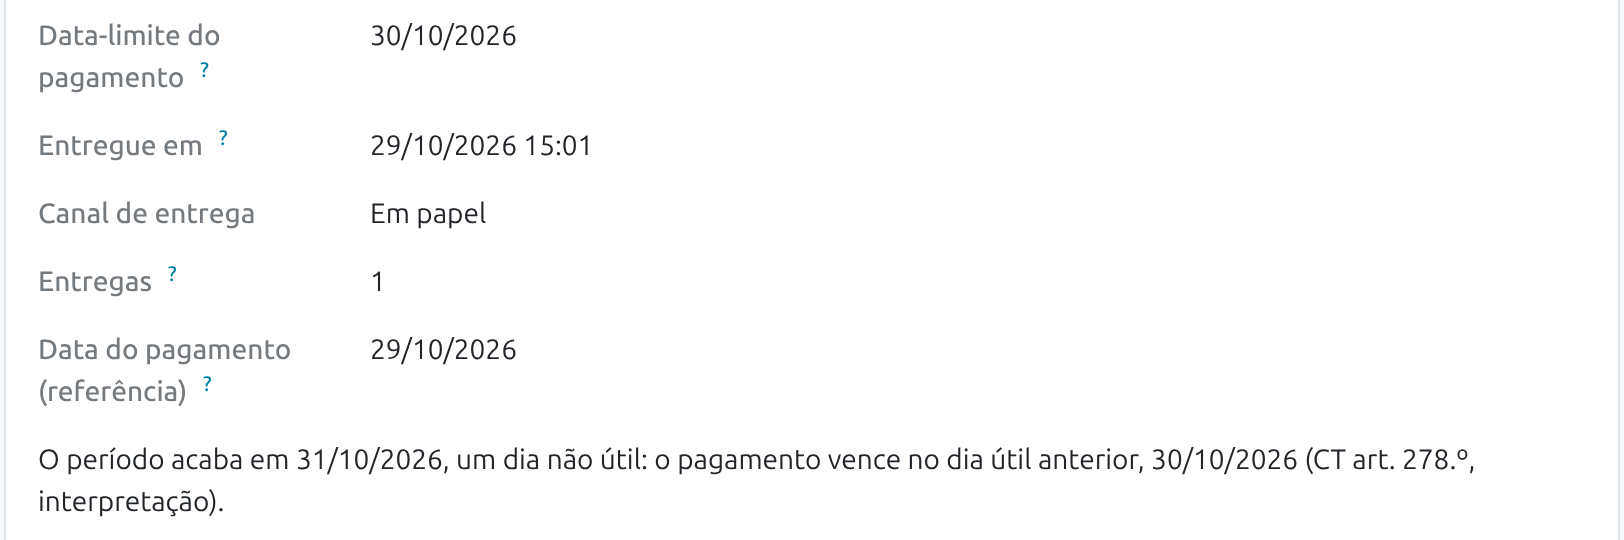 Data-limite do 30/10/2026
pagamento ?
Entregue em ? 29/10/2026 15:01
Canal de entrega Em papel
Entregas ? 1
Data do pagamento 29/10/2026
(referência) ?
O período acaba em 31/10/2026, um dia não útil: o pagamento vence no dia útil anterior, 30/10/2026 (CT art. 278.º,
interpretação).